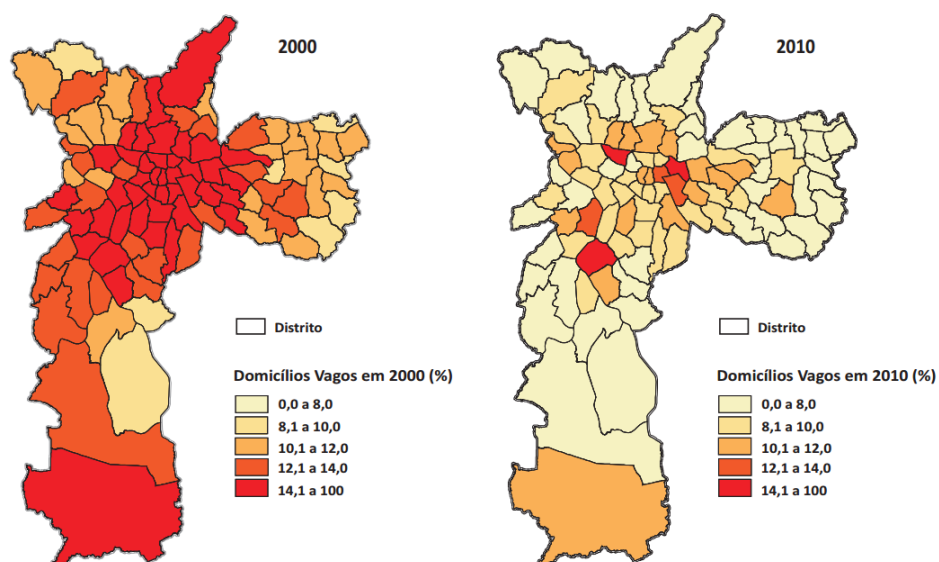 2000
Distrito
Domicílios Vagos em 2000 (%)
0,0 a 8,0
8,1 a 10,0
10,1 a 12,0
12,1 a 14,0
14,1 a 100
2010
Distrito
Domicílios Vagos em 2010 (%)
0,0 a 8,0
8,1 a 10,0
10,1 a 12,0
12,1 a 14,0
14,1 a 100